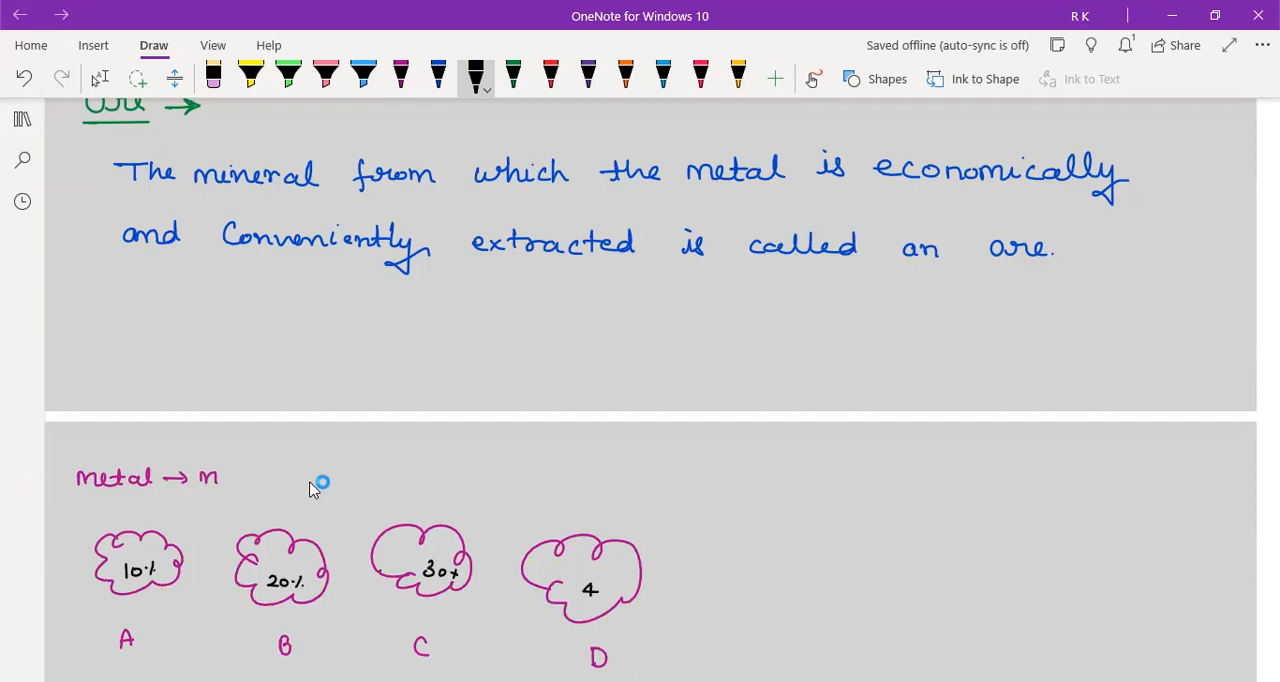 OneNote for Windows 10
R K
Home Insert Draw View Help
Saved offline (auto-sync is off)
Share
Shapes
Ink to Shape
Ink to Text
The mineral from which the metal is economically
and Conveniently extracted is called an are.
metal → m
10% 20% 30% 4
A B C D